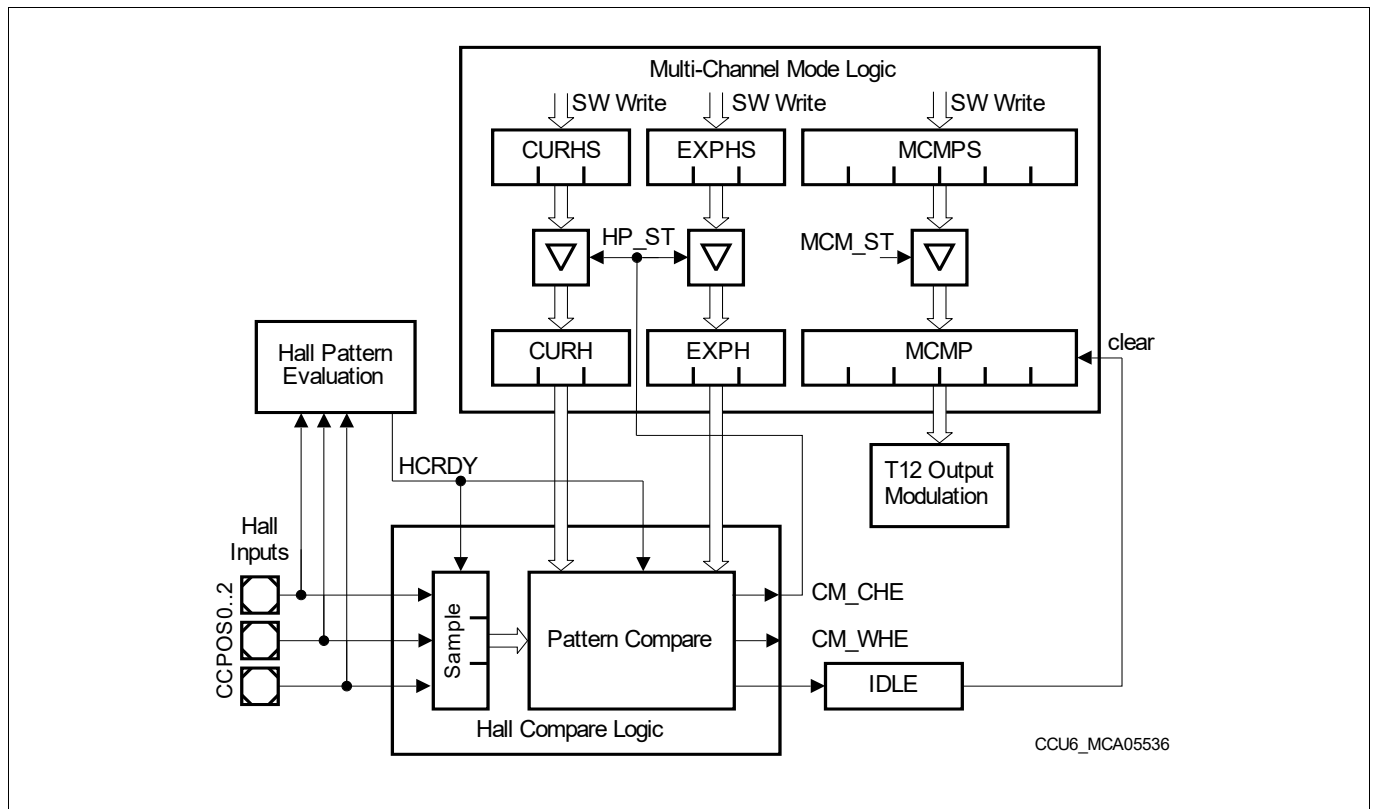 Multi-Channel Mode Logic
SW Write
SW Write
SW Write
CURHS
EXPHS
MCMPS
HP_ST
MCM_ST
CURH
EXPH
MCMP
clear
Hall Pattern
Evaluation
HCRDY
T12 Output
Modulation
Hall
Inputs
CCPOS0..2
Sample
Pattern Compare
CM_CHE
CM_WHE
IDLE
Hall Compare Logic
CCU6_MCA05536